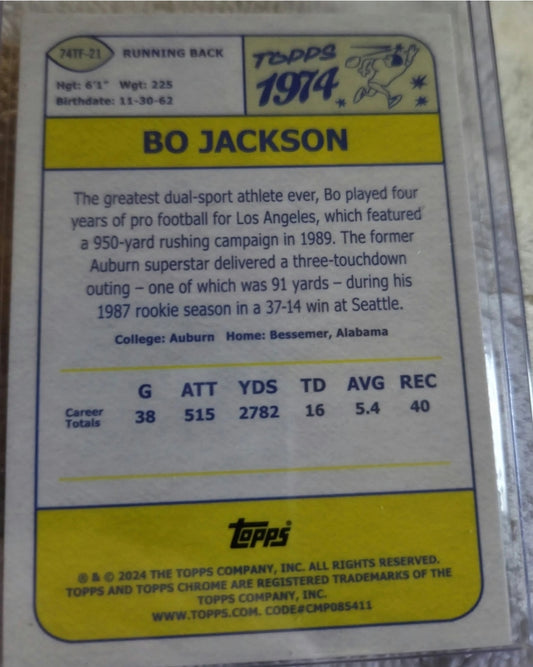 74TF-21 RUNNING BACK
Hgt: 6'1" Wgt: 225
Birthdate: 11-30-62
TOPPS
1974
BO JACKSON
The greatest dual-sport athlete ever, Bo played four
years of pro football for Los Angeles, which featured
a 950-yard rushing campaign in 1989. The former
Auburn superstar delivered a three-touchdown
outing – one of which was 91 yards – during his
1987 rookie season in a 37-14 win at Seattle.
College: Auburn Home: Bessemer, Alabama
G ATT YDS TD AVG REC
Career
Totals 38 515 2782 16 5.4 40
topps
® & © 2024 THE TOPPS COMPANY, INC. ALL RIGHTS RESERVED.
TOPPS AND TOPPS CHROME ARE REGISTERED TRADEMARKS OF THE
TOPPS COMPANY, INC.
WWW.TOPPS.COM. CODE#CMP085411